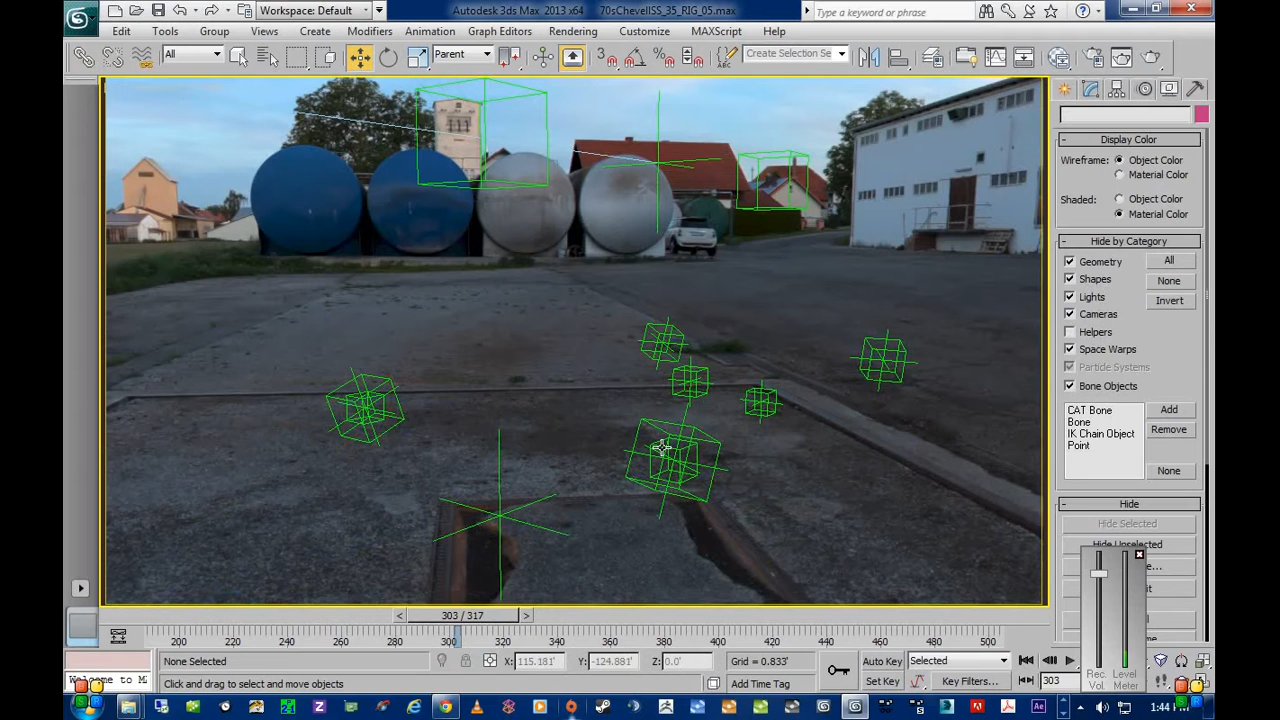 Workspace: Default
Autodesk 3ds Max 2013 x64
70sChevellSS_35_RIG_05.max
Type a keyword or phrase
Edit Tools Group Views Create Modifiers Animation Graph Editors Rendering Customize MAXScript Help
All
Parent
3
Create Selection Se
Display Color
Wireframe: Object Color
Material Color
Shaded: Object Color
Material Color
Hide by Category
Geometry All
Shapes None
Lights Invert
Cameras
Helpers
Space Warps
Particle Systems
Bone Objects
CAT Bone Add
Bone Remove
IK Chain Object
Point
None
Hide
Hide Selected
Hide Unselected
303 / 317
200 220 240 260 280 300 320 340 360 380 400 420 440 460 480 500
None Selected X: 115.181' Y: -124.881' Z: 0.0' Grid = 0.833' Auto Key Selected
Welcome to M Click and drag to select and move objects Add Time Tag Set Key Key Filters... 303
Rec. Vol
Level Meter
1:44